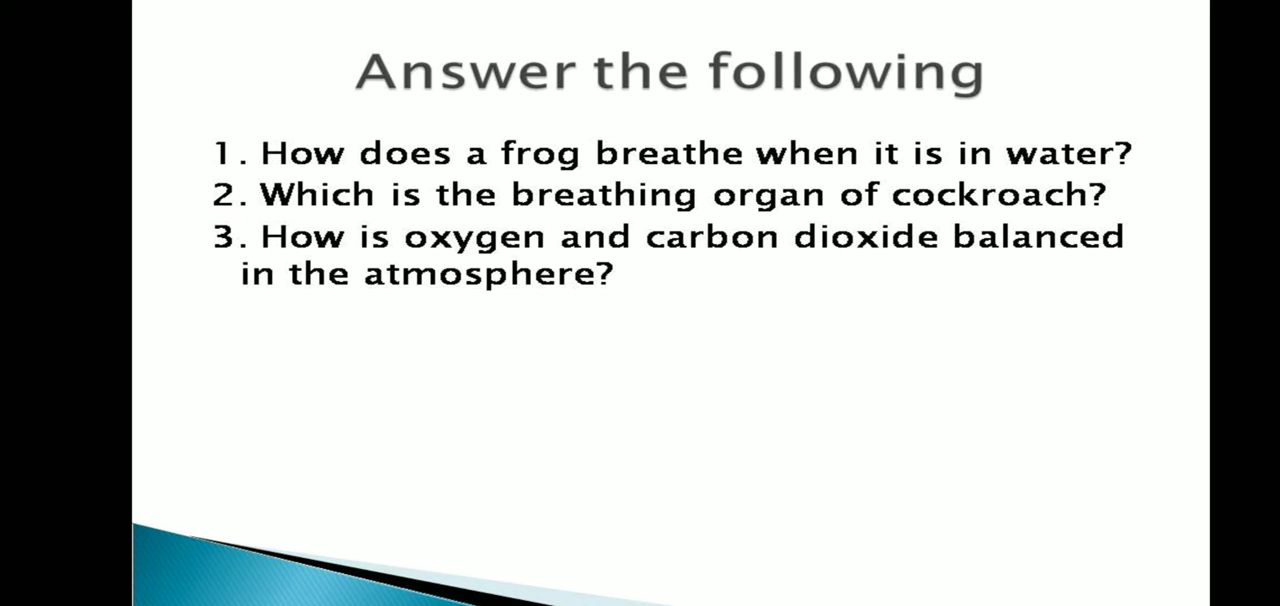 Answer the following
1. How does a frog breathe when it is in water?
2. Which is the breathing organ of cockroach?
3. How is oxygen and carbon dioxide balanced
in the atmosphere?